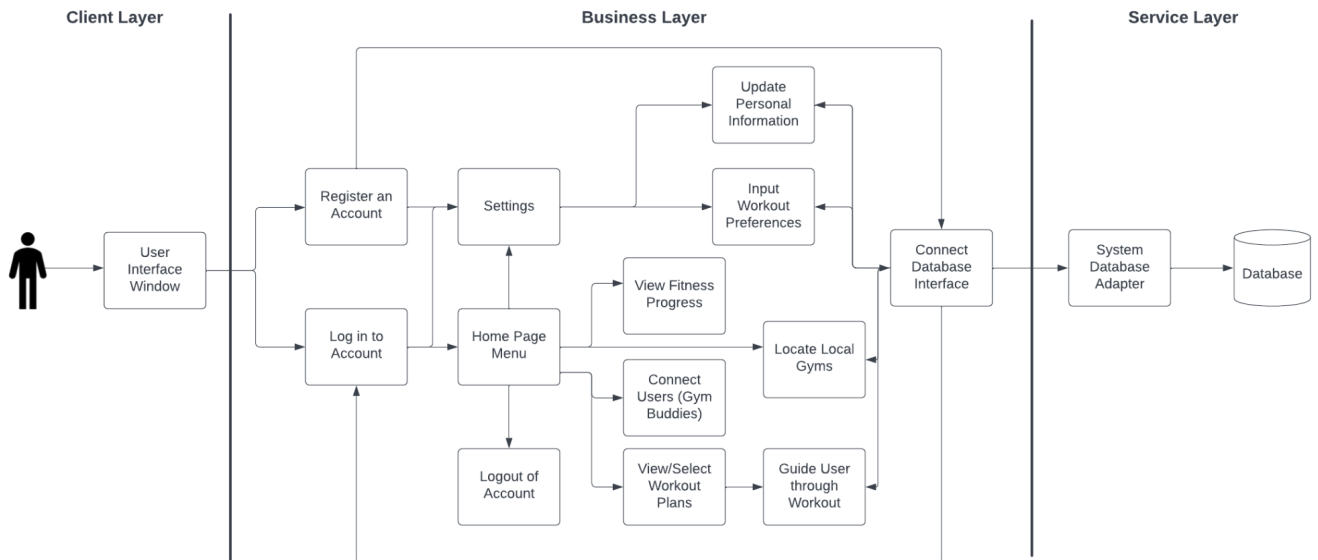 Client Layer
Business Layer
Service Layer
Update
Personal
Information
Register an
Account
Settings
Input
Workout
Preferences
User
Interface
Window
Connect
Database
Interface
System
Database
Adapter
Database
View Fitness
Progress
Log in to
Account
Home Page
Menu
Locate Local
Gyms
Connect
Users (Gym
Buddies)
Logout of
Account
View/Select
Workout
Plans
Guide User
through
Workout